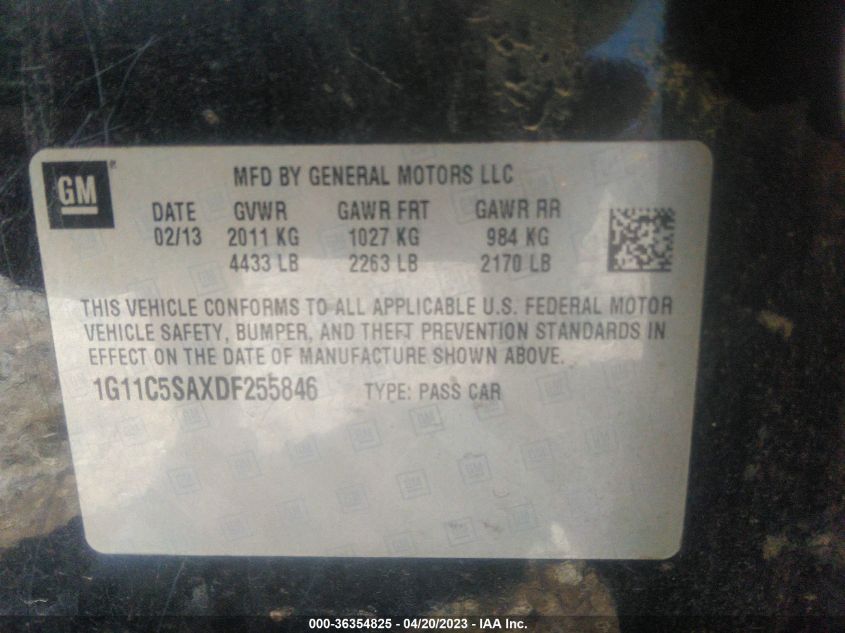 GM®
MFD BY GENERAL MOTORS LLC
DATE GVWR GAWR FRT GAWR RR
02/13 2011 KG 1027 KG 984 KG
4433 LB 2263 LB 2170 LB
THIS VEHICLE CONFORMS TO ALL APPLICABLE U.S. FEDERAL MOTOR
VEHICLE SAFETY, BUMPER, AND THEFT PREVENTION STANDARDS IN
EFFECT ON THE DATE OF MANUFACTURE SHOWN ABOVE.
1G11C5SAXDF255846 TYPE: PASS CAR
000-36354825 - 04/20/2023 - IAA Inc.